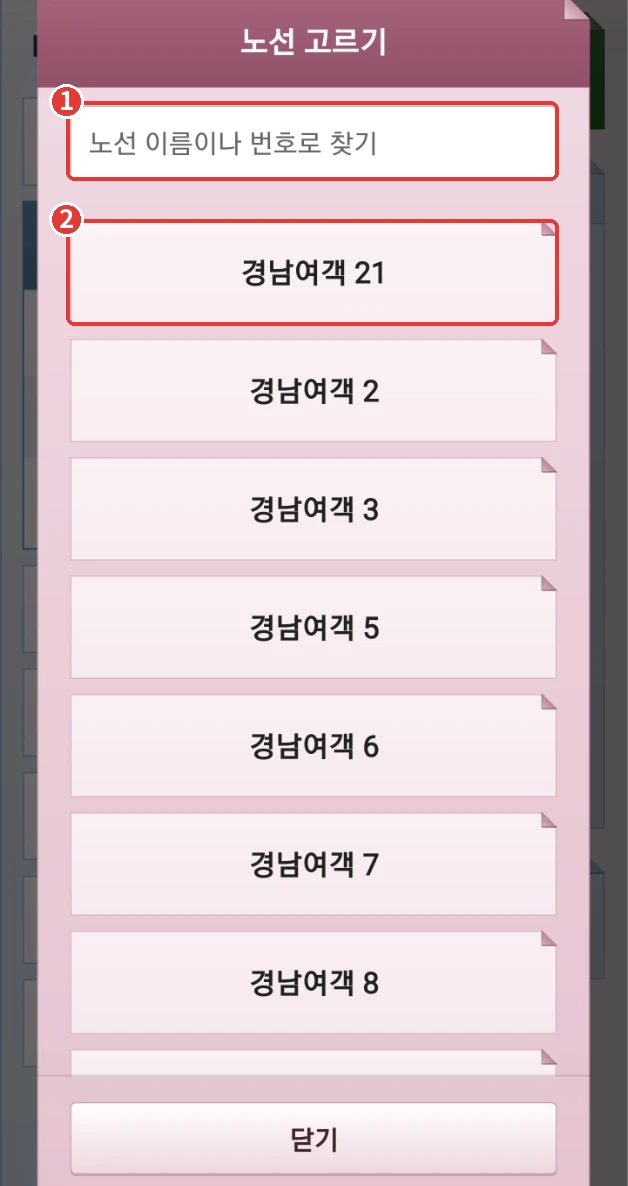 노선 고르기
1
노선 이름이나 번호로 찾기
2
경남여객 21
경남여객 2
경남여객 3
경남여객 5
경남여객 6
경남여객 7
경남여객 8
닫기